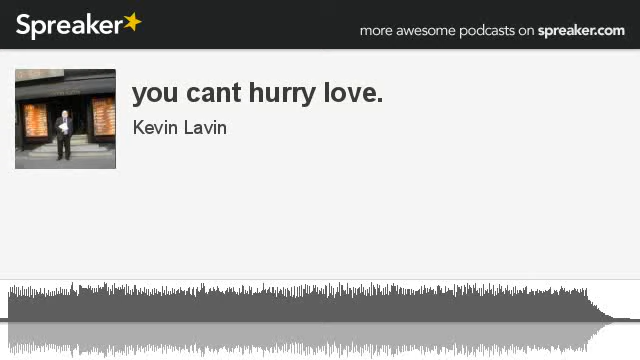 Spreaker
more awesome podcasts on spreaker.com
you cant hurry love.
Kevin Lavin